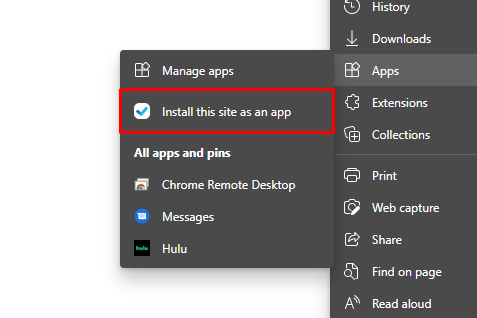 Manage apps
Install this site as an app
All apps and pins
Chrome Remote Desktop
Messages
hulu Hulu
History
Downloads
Apps
Extensions
Collections
Print
Web capture
Share
Find on page
A Read aloud